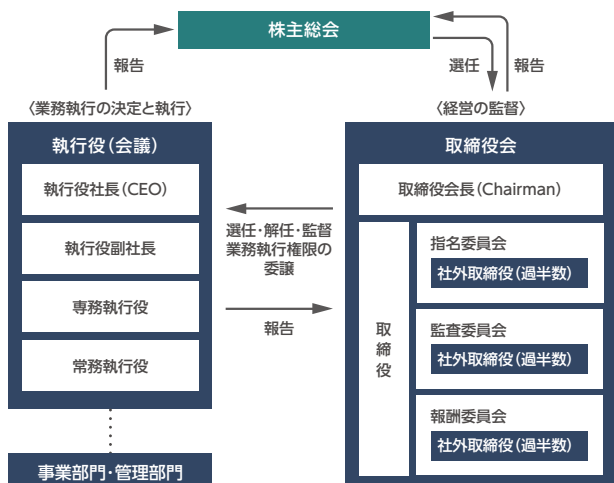 株主総会
報告
選任
報告
〈業務執行の決定と執行〉
〈経営の監督〉
執行役(会議)
執行役社長(CEO)
執行役副社長
専務執行役
常務執行役
事業部門・管理部門
選任・解任・監督
業務執行権限の
委譲
報告
取締役会
取締役会長(Chairman)
取締役
指名委員会
社外取締役(過半数)
監査委員会
社外取締役(過半数)
報酬委員会
社外取締役(過半数)